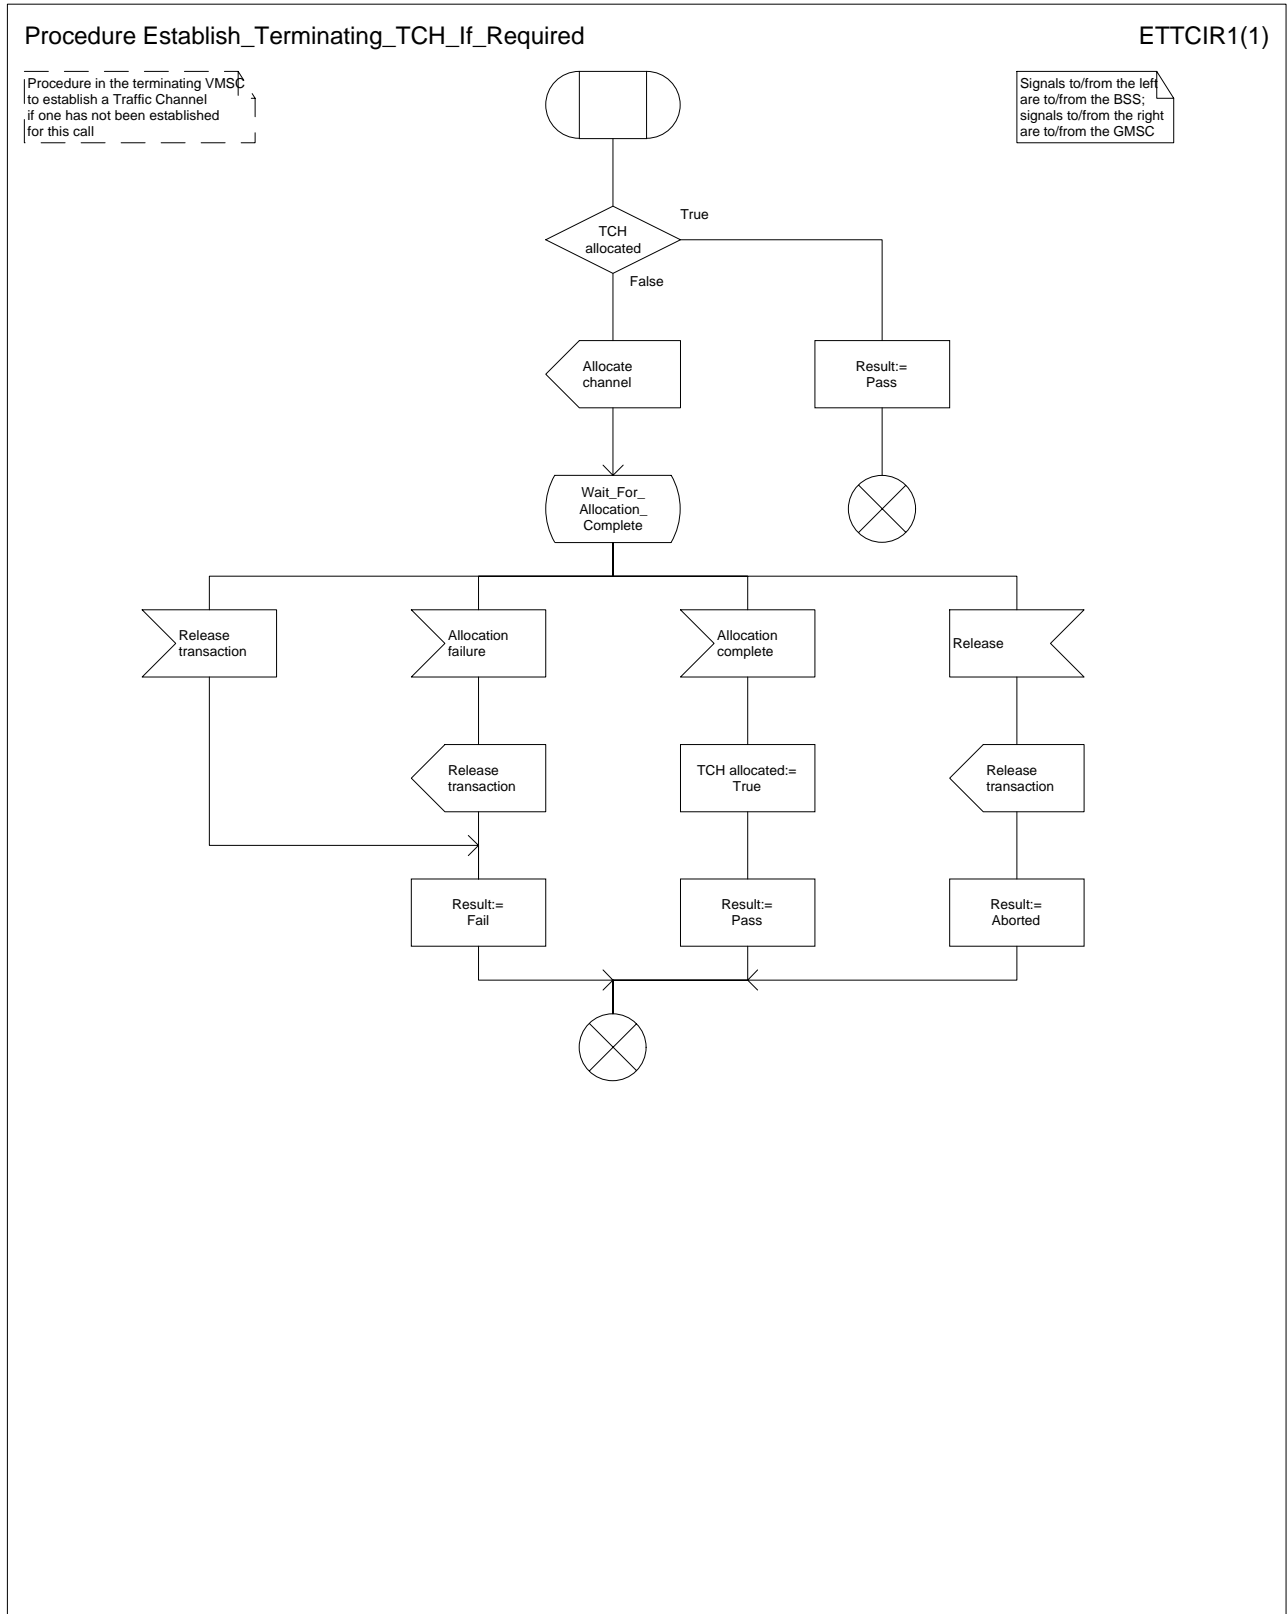 Procedure Establish_Terminating_TCH_If_Required
ETTCIR1(1)
Procedure in the terminating VMSC
to establish a Traffic Channel
if one has not been established
for this call
Signals to/from the left
are to/from the BSS;
signals to/from the right
are to/from the GMSC
TCH
allocated
True
False
Allocate
channel
Result:=
Pass
Wait_For_
Allocation_
Complete
Release
transaction
Allocation
failure
Allocation
complete
Release
Release
transaction
TCH allocated:=
True
Release
transaction
Result:=
Fail
Result:=
Pass
Result:=
Aborted